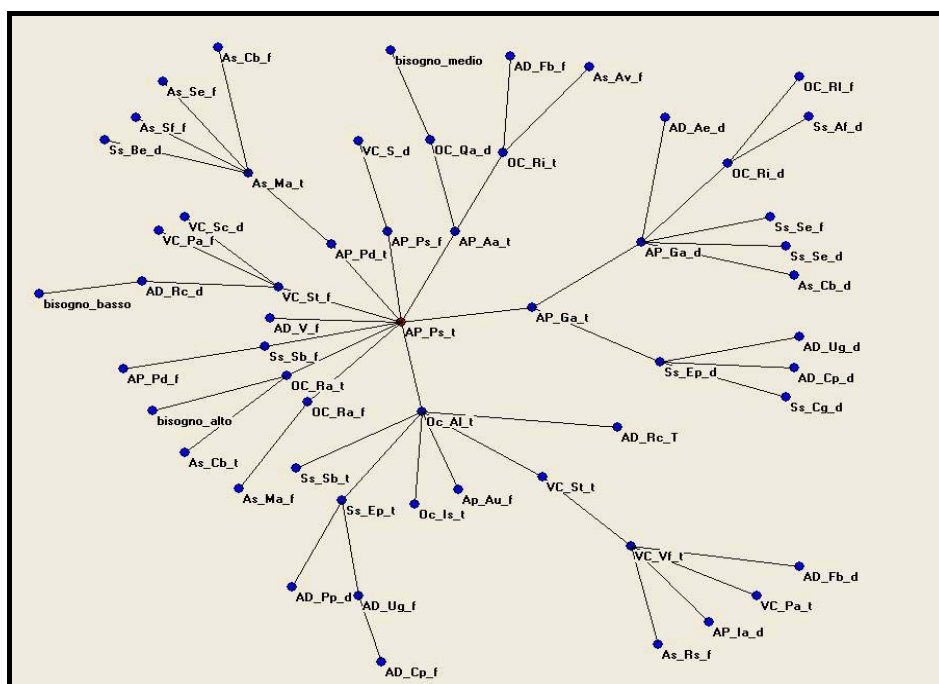 As_Cb_f
bisogno_medio
AD_Fb_f
As_Av_f
As_Se_f
OC_RI_f
As_Sf_f
Ss_Af_d
AD_Ae_d
Ss_Be_d
VC_S_d
OC_Qa_d
OC_Ri_t
OC_Ri_d
As_Ma_t
VC_Sc_d
Ss_Se_f
VC_Pa_f
AP_Pd_t
AP_Ps_f
AP_Aa_t
AP_Ga_d
Ss_Se_d
As_Cb_d
AD_Rc_d
VC_St_f
bisogno_basso
AP_Ga_t
AD_V_f
AP_Ps_t
AD_Ug_d
Ss_Sb_f
AP_Pd_f
Ss_Ep_d
AD_Cp_d
OC_Ra_t
Ss_Cg_d
OC_Ra_f
bisogno_alto
Oc_Al_t
AD_Rc_T
As_Cb_t
Ss_Sb_t
VC_St_t
As_Ma_f
Ap_Au_f
Ss_Ep_t
Oc_Is_t
VC_Vf_t
AD_Fb_d
AD_Pp_d
AD_Ug_f
VC_Pa_t
AP_Ia_d
As_Rs_f
AD_Cp_f